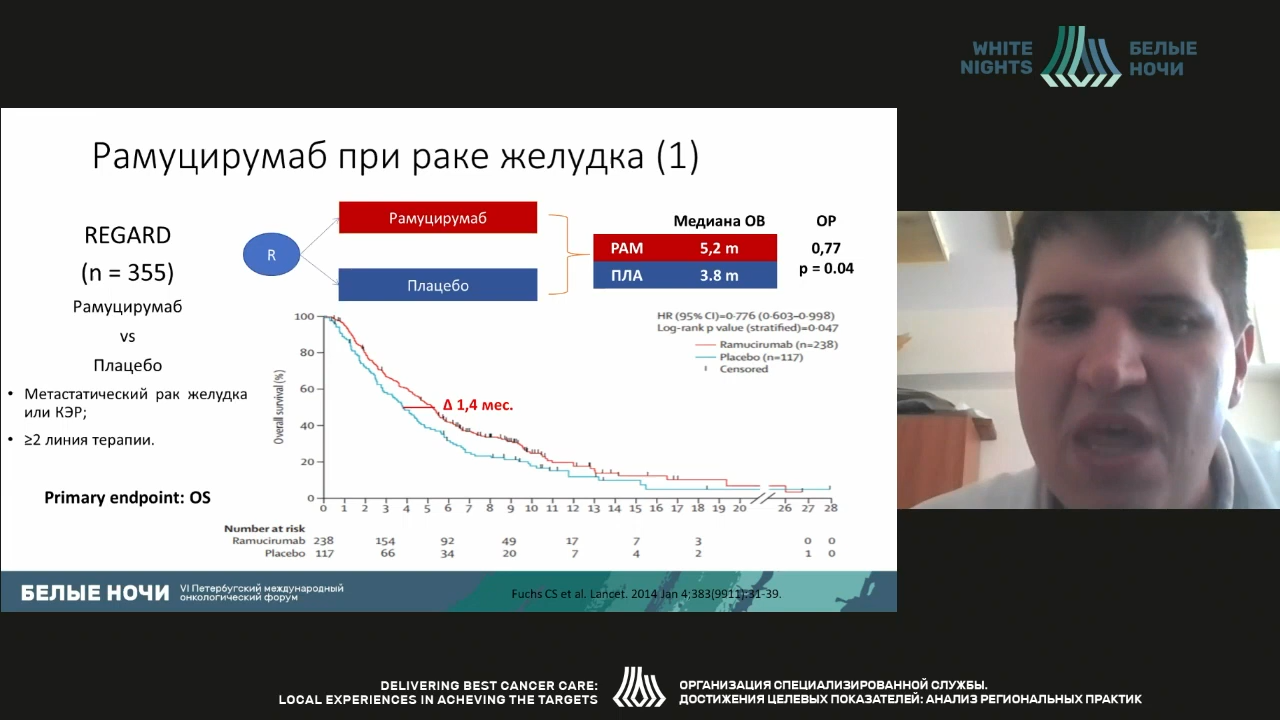 WHITE
NIGHTS
БЕЛЫЕ
НОЧИ
Рамуцирумаб при раке желудка (1)
REGARD
(n = 355)
Рамуцирумаб
vs
Плацебо
• Метастатический рак желудка
или КЭР;
• ≥2 линия терапии.
Primary endpoint: OS
R
Рамуцирумаб
Плацебо
Медиана ОВ
ОР
РАМ 5,2 m
ПЛА 3.8 m
0,77
p = 0.04
HR (95% CI)=0·776 (0·603–0·998)
Log-rank p value (stratified)=0·047
Ramucirumab (n=238)
Placebo (n=117)
Censored
Δ 1,4 мес.
Overall survival (%)
100
80
60
40
20
0
0 1 2 3 4 5 6 7 8 9 10 11 12 13 14 15 16 17 18 19 20 26 27 28
Number at risk
Ramucirumab 238 154 92 49 17 7 3 0 0
Placebo 117 66 34 20 7 4 2 1 0
БЕЛЫЕ НОЧИ
VI Петербургский международный
онкологический форум
Fuchs CS et al. Lancet. 2014 Jan 4;383(9911):31-39.
DELIVERING BEST CANCER CARE:
LOCAL EXPERIENCES IN ACHEVING THE TARGETS
ОРГАНИЗАЦИЯ СПЕЦИАЛИЗИРОВАННОЙ СЛУЖБЫ.
ДОСТИЖЕНИЯ ЦЕЛЕВЫХ ПОКАЗАТЕЛЕЙ: АНАЛИЗ РЕГИОНАЛЬНЫХ ПРАКТИК